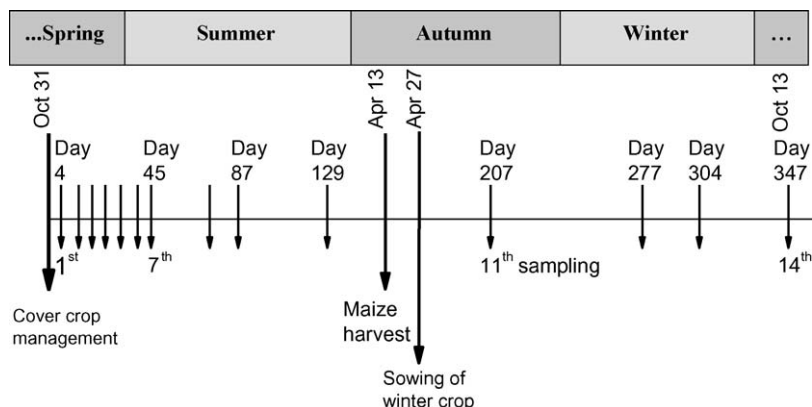 ...Spring Summer Autumn Winter ...
Oct 31
Apr 13
Apr 27
Oct 13
Day Day Day Day Day Day Day Day
4 45 87 129 207 277 304 347
1st 7th 11th sampling 14th
Cover crop
management
Maize
harvest
Sowing of
winter crop